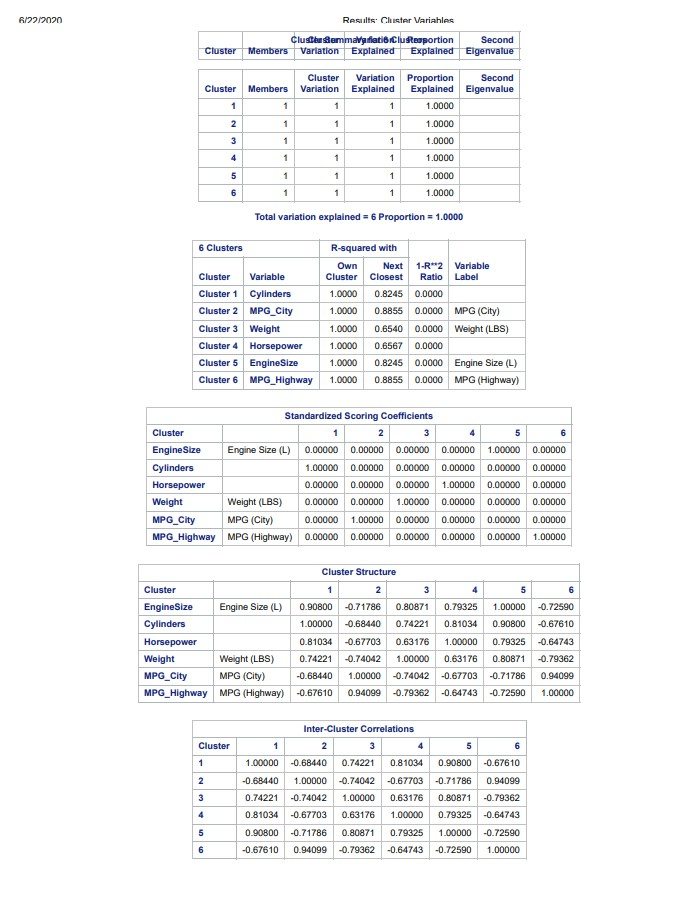 6/22/2020 Results: Cluster Variables
Cluster Summary for 6 Clusters
Cluster Members Cluster Variation Variation Explained Proportion Explained Second Eigenvalue
Cluster Variation Proportion Second
Cluster Members Variation Explained Explained Eigenvalue
1 1 1 1 1.0000
2 1 1 1 1.0000
3 1 1 1 1.0000
4 1 1 1 1.0000
5 1 1 1 1.0000
6 1 1 1 1.0000
Total variation explained = 6 Proportion = 1.0000
6 Clusters R-squared with
Own Next 1-R**2 Variable
Cluster Variable Cluster Closest Ratio Label
Cluster 1 Cylinders 1.0000 0.8245 0.0000
Cluster 2 MPG_City 1.0000 0.8855 0.0000 MPG (City)
Cluster 3 Weight 1.0000 0.6540 0.0000 Weight (LBS)
Cluster 4 Horsepower 1.0000 0.6567 0.0000
Cluster 5 EngineSize 1.0000 0.8245 0.0000 Engine Size (L)
Cluster 6 MPG_Highway 1.0000 0.8855 0.0000 MPG (Highway)
Standardized Scoring Coefficients
Cluster 1 2 3 4 5 6
EngineSize Engine Size (L) 0.00000 0.00000 0.00000 0.00000 1.00000 0.00000
Cylinders 1.00000 0.00000 0.00000 0.00000 0.00000 0.00000
Horsepower 0.00000 0.00000 0.00000 1.00000 0.00000 0.00000
Weight Weight (LBS) 0.00000 0.00000 1.00000 0.00000 0.00000 0.00000
MPG_City MPG (City) 0.00000 1.00000 0.00000 0.00000 0.00000 0.00000
MPG_Highway MPG (Highway) 0.00000 0.00000 0.00000 0.00000 0.00000 1.00000
Cluster Structure
Cluster 1 2 3 4 5 6
EngineSize Engine Size (L) 0.90800 -0.71786 0.80871 0.79325 1.00000 -0.72590
Cylinders 1.00000 -0.68440 0.74221 0.81034 0.90800 -0.67610
Horsepower 0.81034 -0.67703 0.63176 1.00000 0.79325 -0.64743
Weight Weight (LBS) 0.74221 -0.74042 1.00000 0.63176 0.80871 -0.79362
MPG_City MPG (City) -0.68440 1.00000 -0.74042 -0.67703 -0.71786 0.94099
MPG_Highway MPG (Highway) -0.67610 0.94099 -0.79362 -0.64743 -0.72590 1.00000
Inter-Cluster Correlations
Cluster 1 2 3 4 5 6
1 1.00000 -0.68440 0.74221 0.81034 0.90800 -0.67610
2 -0.68440 1.00000 -0.74042 -0.67703 -0.71786 0.94099
3 0.74221 -0.74042 1.00000 0.63176 0.80871 -0.79362
4 0.81034 -0.67703 0.63176 1.00000 0.79325 -0.64743
5 0.90800 -0.71786 0.80871 0.79325 1.00000 -0.72590
6 -0.67610 0.94099 -0.79362 -0.64743 -0.72590 1.00000